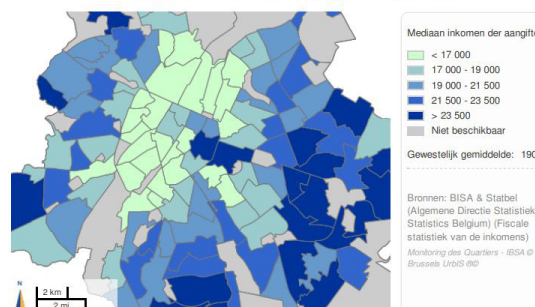 Mediaan inkomen der aangifte
< 17 000
17 000 - 19 000
19 000 - 21 500
21 500 - 23 500
> 23 500
Niet beschikbaar
Gewestelijk gemiddelde: 190
Bronnen: BISA & Statbel
(Algemene Directie Statistiek
Statistics Belgium) (Fiscale
statistiek van de inkomens)
Monitoring des Quartiers - IBSA ©
Brussels UrbIS ®©
N
2 km
2 mi